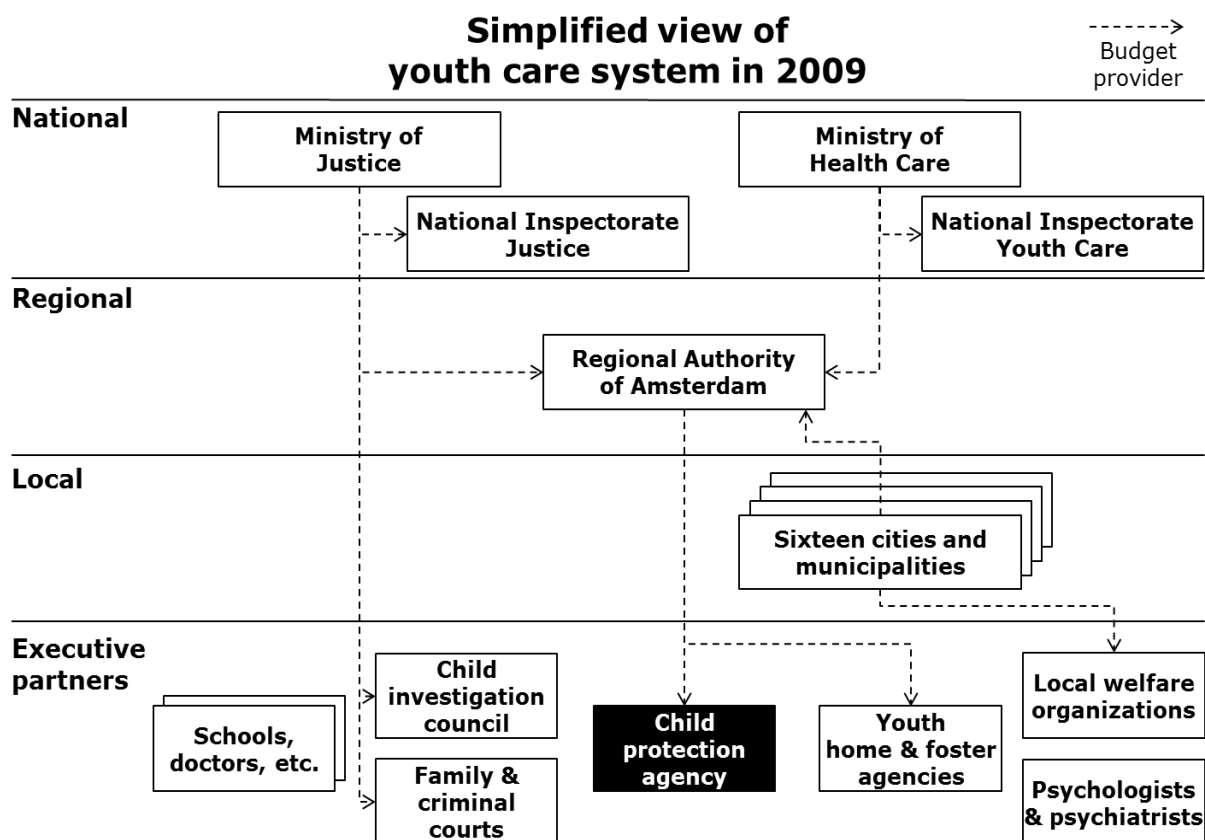 Simplified view of
youth care system in 2009
Budget
provider
National
Ministry of
Justice
Ministry of
Health Care
National Inspectorate
Justice
National Inspectorate
Youth Care
Regional
Regional Authority
of Amsterdam
Local
Sixteen cities and
municipalities
Executive
partners
Schools,
doctors, etc.
Child
investigation
council
Family &
criminal
courts
Child
protection
agency
Youth
home & foster
agencies
Local welfare
organizations
Psychologists
& psychiatrists